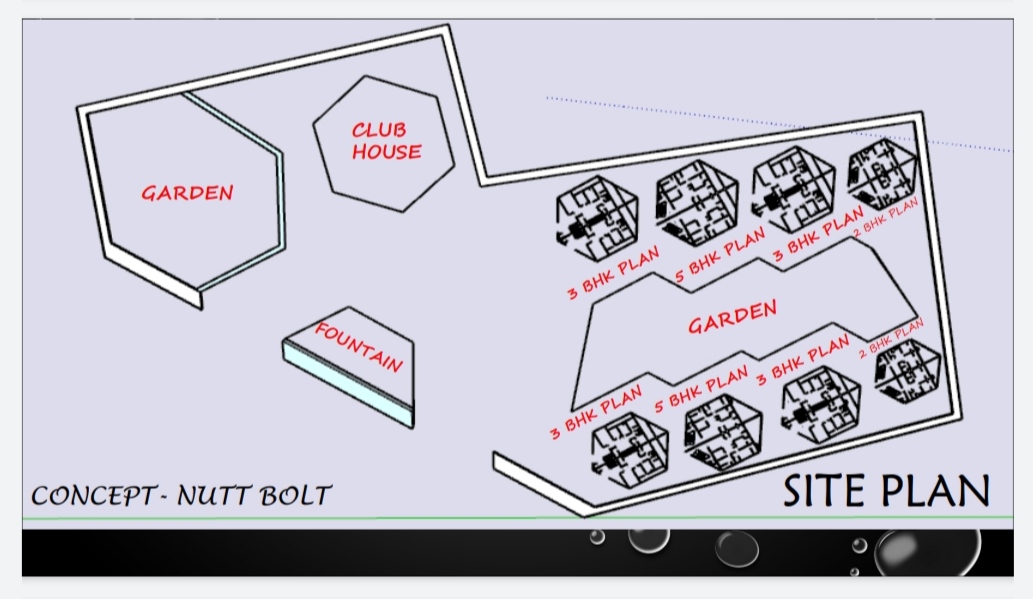 CLUB
HOUSE
GARDEN
3 BHK PLAN
5 BHK PLAN
3 BHK PLAN
2 BHK PLAN
GARDEN
FOUNTAIN
3 BHK PLAN
5 BHK PLAN
3 BHK PLAN
2 BHK PLAN
CONCEPT- NUTT BOLT
SITE PLAN